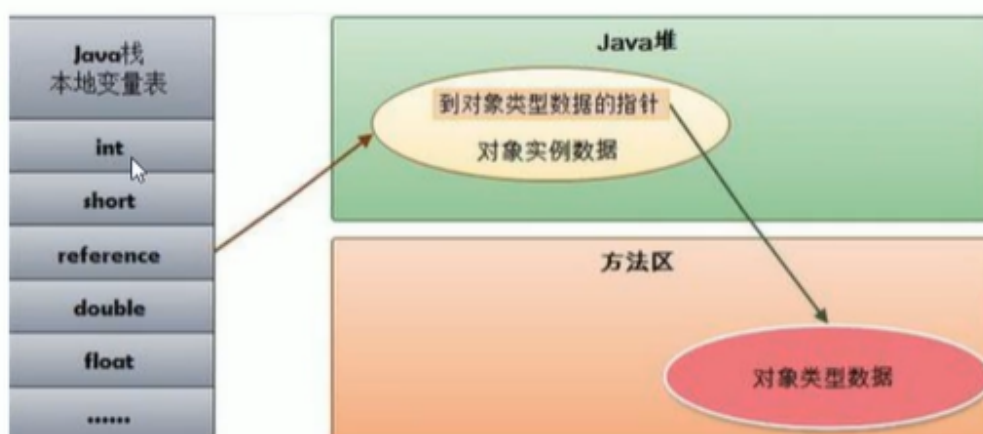 Java栈
本地变量表
int
short
reference
double
float
......
Java堆
到对象类型数据的指针
对象实例数据
方法区
对象类型数据